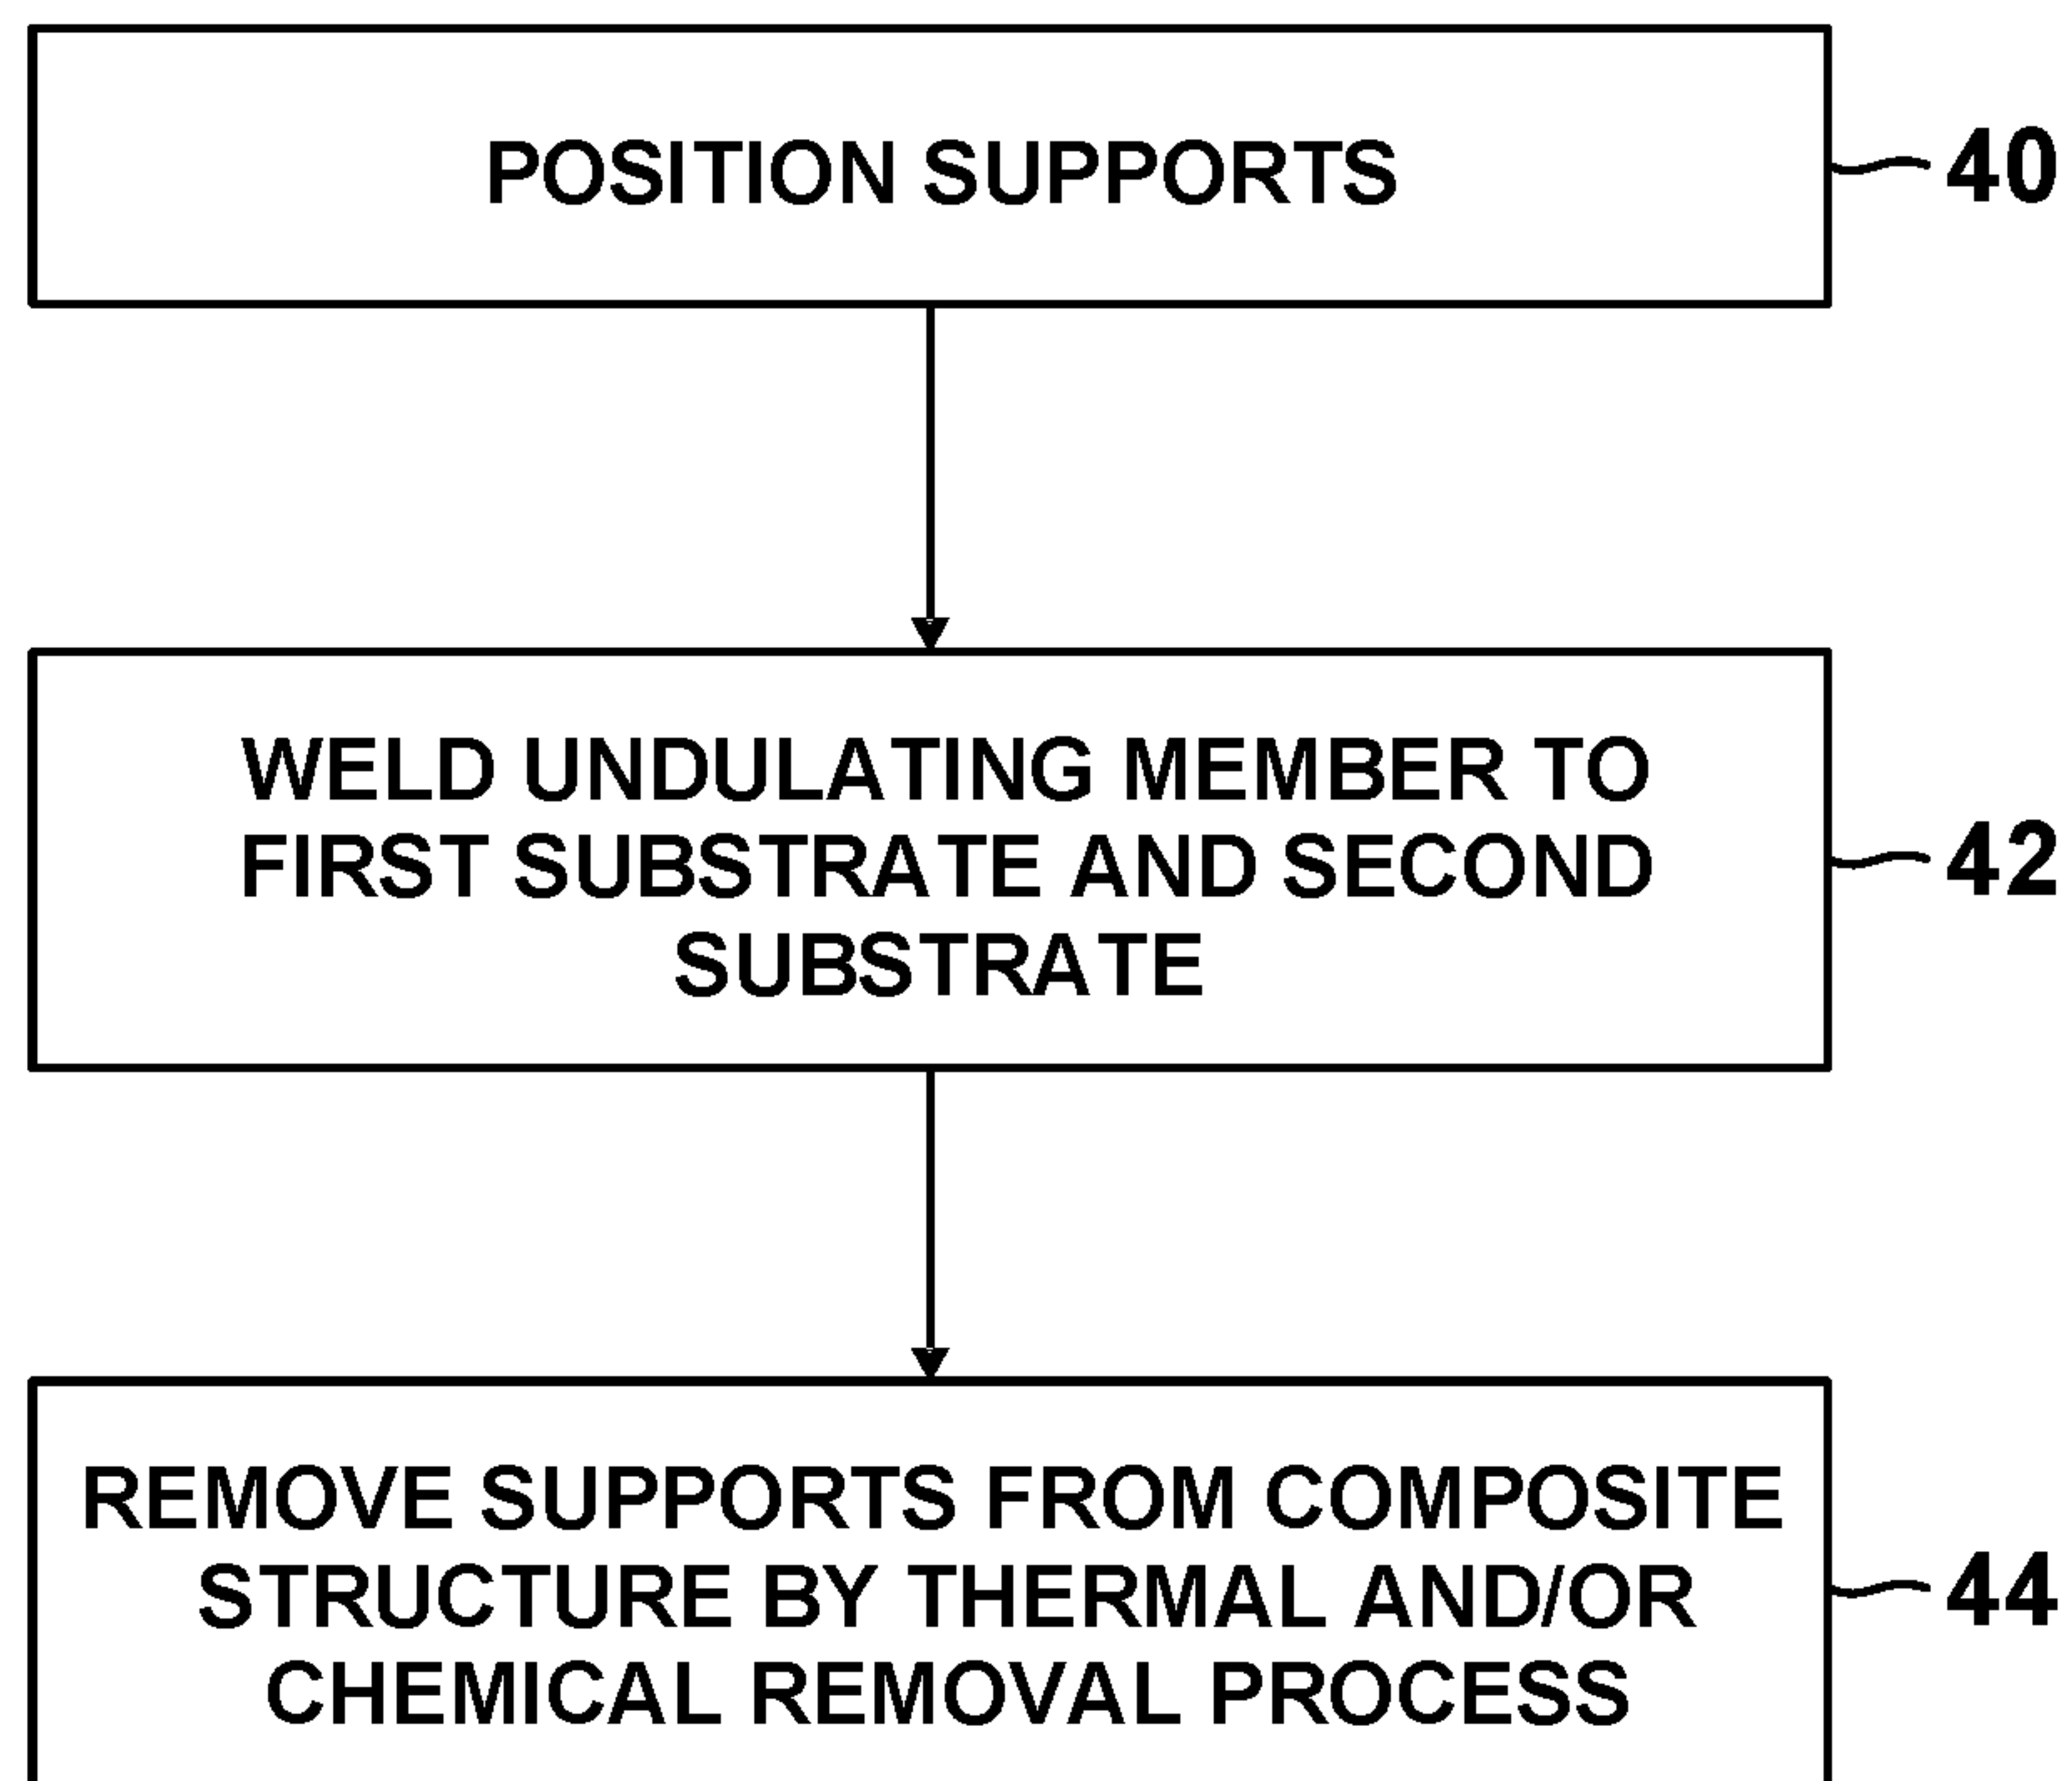 POSITION SUPPORTS
40
WELD UNDULATING MEMBER TO
FIRST SUBSTRATE AND SECOND
SUBSTRATE
42
REMOVE SUPPORTS FROM COMPOSITE
STRUCTURE BY THERMAL AND/OR
CHEMICAL REMOVAL PROCESS
44